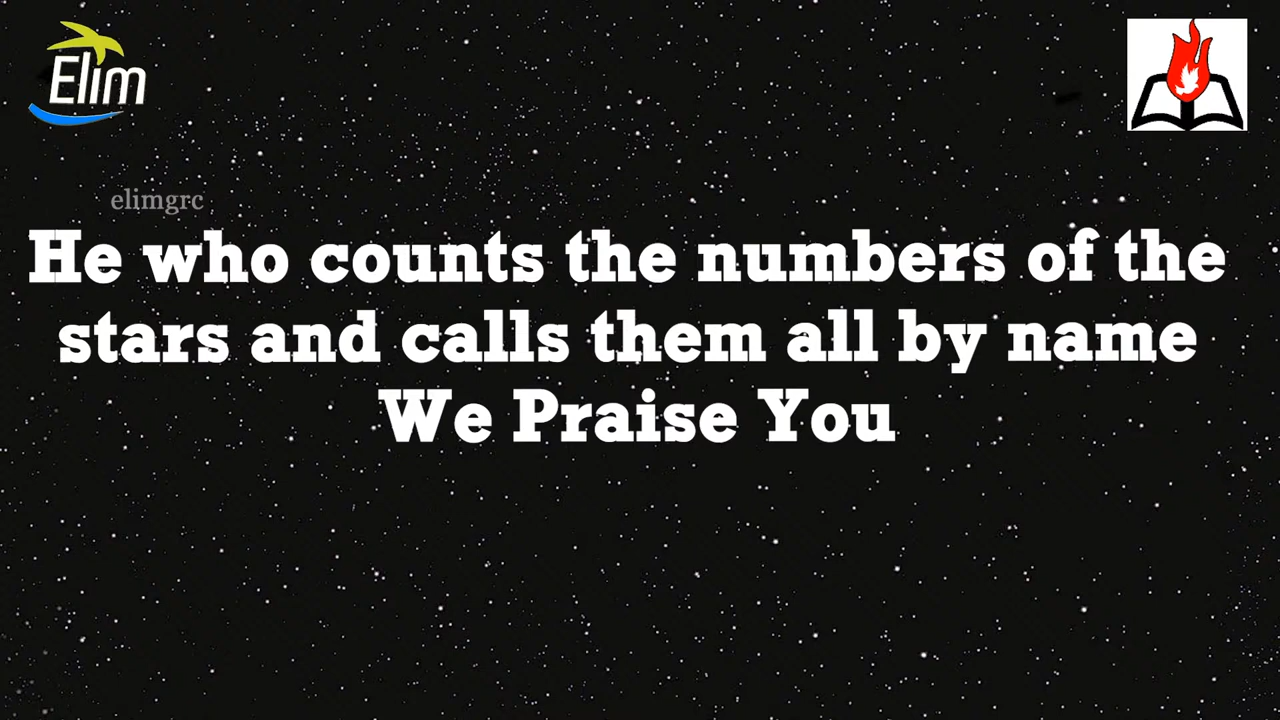 Elim
elimgrc
He who counts the numbers of the
stars and calls them all by name
We Praise You